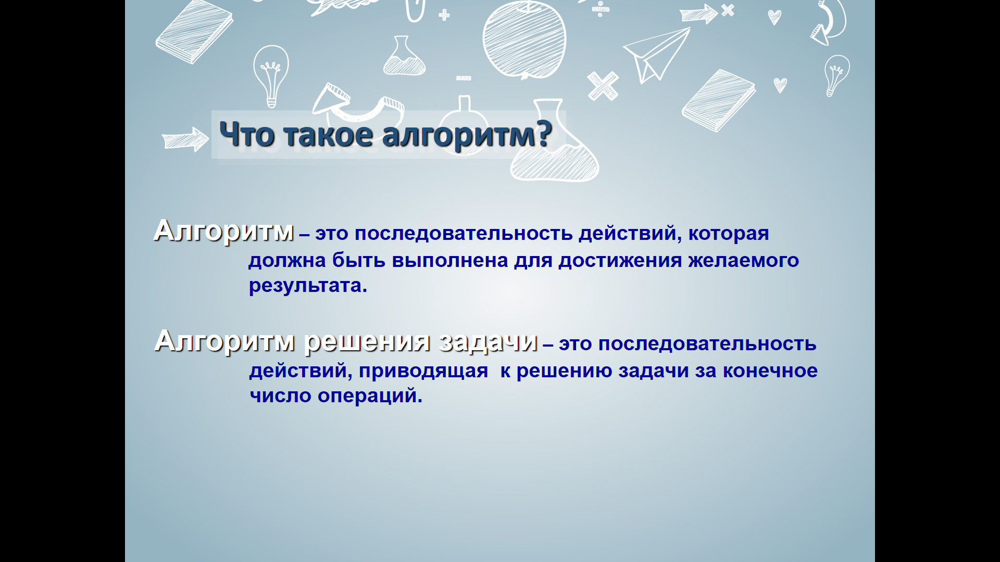 Что такое алгоритм?
Алгоритм – это последовательность действий, которая
должна быть выполнена для достижения желаемого
результата.
Алгоритм решения задачи – это последовательность
действий, приводящая к решению задачи за конечное
число операций.